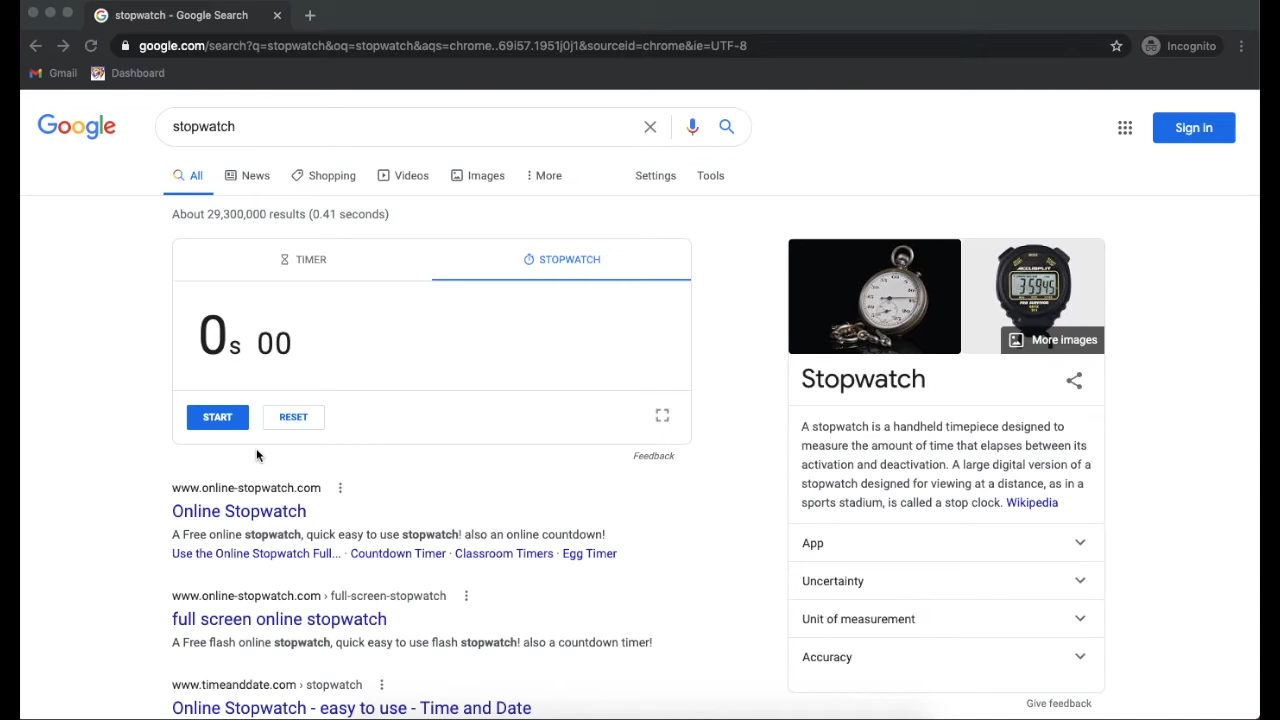 stopwatch - Google Search
google.com/search?q=stopwatch&oq=stopwatch&aqs=chrome..69i57.1951j0j1&sourceid=chrome&ie=UTF-8
Incognito
Gmail Dashboard
Google
stopwatch
Sign in
All News Shopping Videos Images More Settings Tools
About 29,300,000 results (0.41 seconds)
TIMER STOPWATCH
0s 00
START RESET
Feedback
www.online-stopwatch.com
Online Stopwatch
A Free online stopwatch, quick easy to use stopwatch! also an online countdown!
Use the Online Stopwatch Full... · Countdown Timer · Classroom Timers · Egg Timer
www.online-stopwatch.com › full-screen-stopwatch
full screen online stopwatch
A Free flash online stopwatch, quick easy to use flash stopwatch! also a countdown timer!
www.timeanddate.com › stopwatch
Online Stopwatch - easy to use - Time and Date
ACCUSPLIT
35945
More images
Stopwatch
A stopwatch is a handheld timepiece designed to
measure the amount of time that elapses between its
activation and deactivation. A large digital version of a
stopwatch designed for viewing at a distance, as in a
sports stadium, is called a stop clock. Wikipedia
App
Uncertainty
Unit of measurement
Accuracy
Give feedback